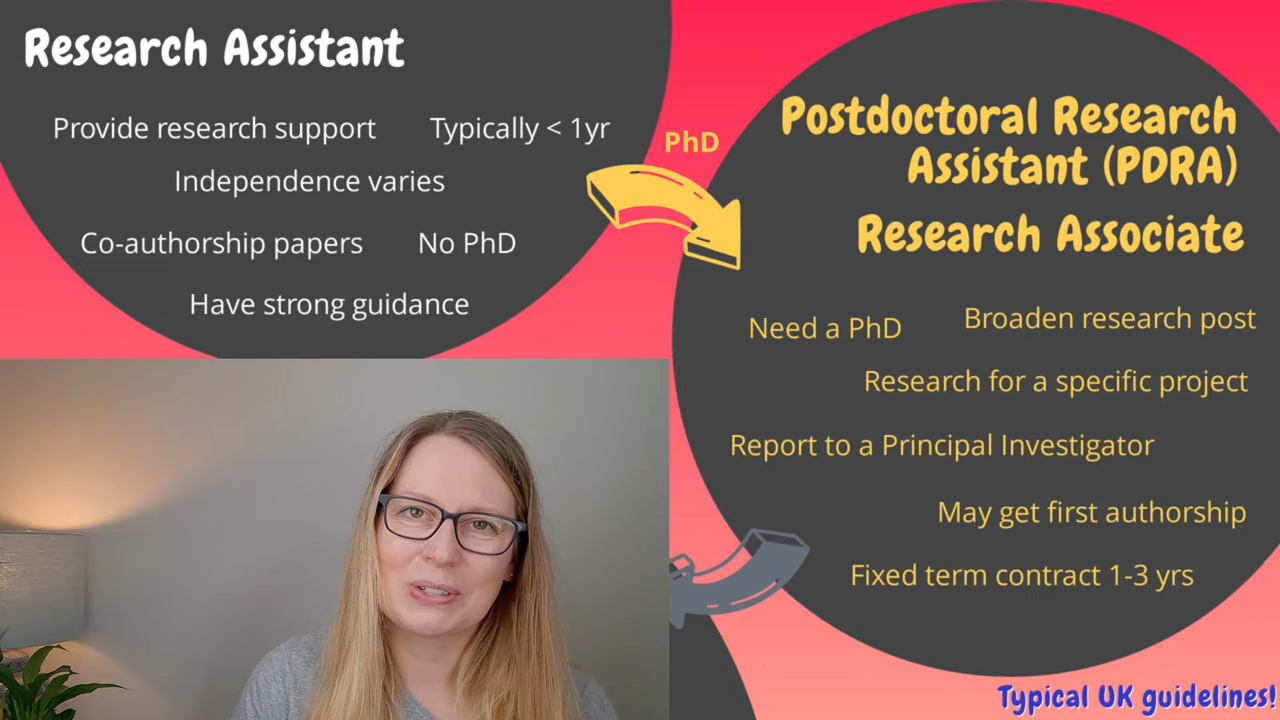 Research Assistant
Provide research support
Typically < 1yr
Independence varies
Co-authorship papers
No PhD
Have strong guidance
PhD
Postdoctoral Research
Assistant (PDRA)
Research Associate
Need a PhD
Broaden research post
Research for a specific project
Report to a Principal Investigator
May get first authorship
Fixed term contract 1-3 yrs
Typical UK guidelines!